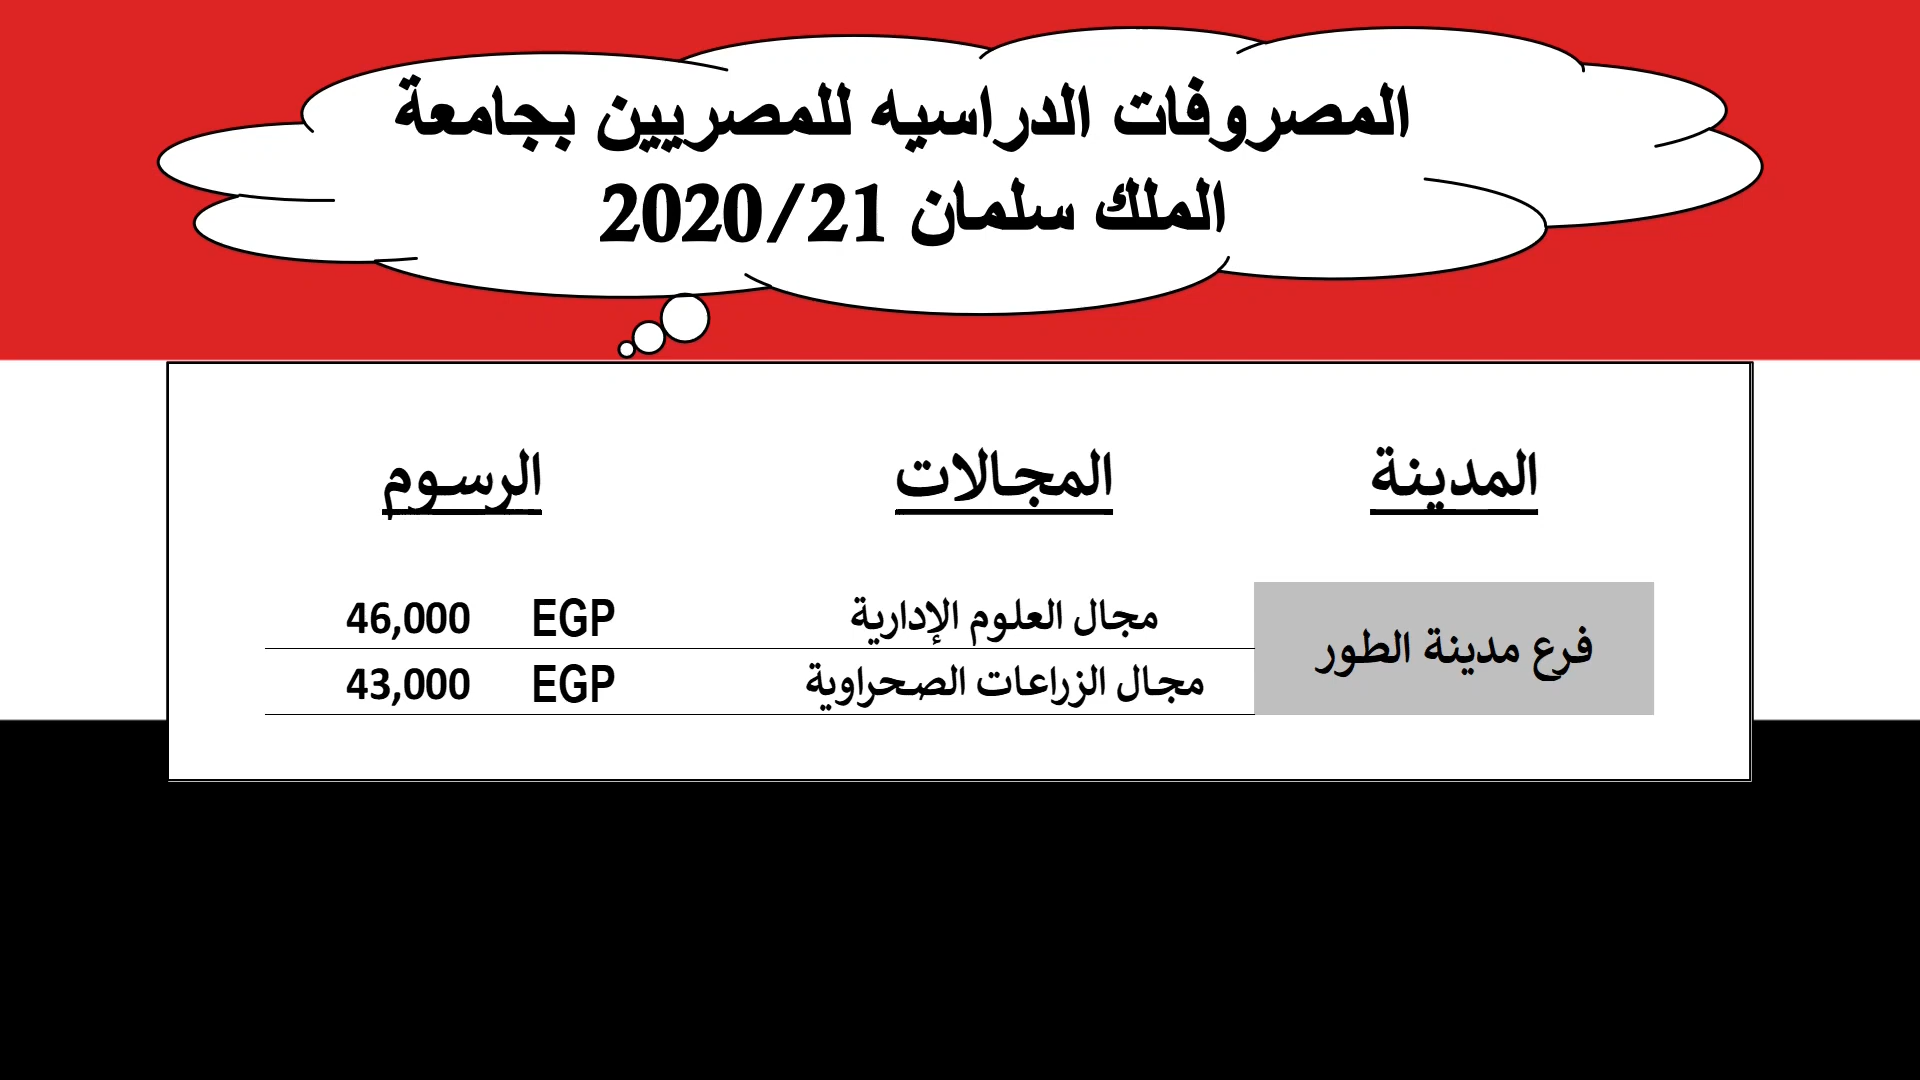 المصروفات الدراسيه للمصريين بجامعة
الملك سلمان 2020/21
المدينة المجالات الرسوم
فرع مدينة الطور
مجال العلوم الإدارية EGP 46,000
مجال الزراعات الصحراوية EGP 43,000